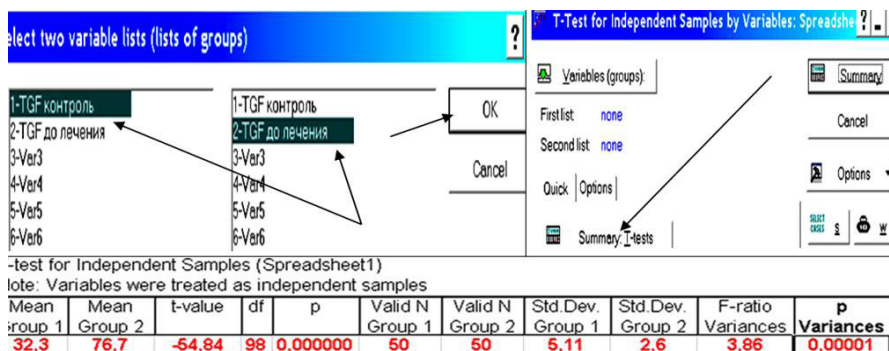 elect two variable lists (lists of groups)
?
1-TGF контроль
2-TGF до лечения
3-Var3
4-Var4
5-Var5
6-Var6
1-TGF контроль
2-TGF до лечения
3-Var3
4-Var4
5-Var5
6-Var6
OK
Cancel
T-Test for Independent Samples by Variables: Spreadshe ? _
Variables (groups):
First list: none
Second list: none
Quick Options
Summary: T-tests
Summary
Cancel
Options
SELECT CASES S W
-test for Independent Samples (Spreadsheet1)
lote: Variables were treated as independent samples
Mean Mean t-value df p Valid N Valid N Std.Dev. Std.Dev. F-ratio p
Group 1 Group 2 Group 1 Group 2 Group 1 Group 2 Variances Variances
32,3 76,7 -54,84 98 0,000000 50 50 5,11 2,6 3,86 0,00001